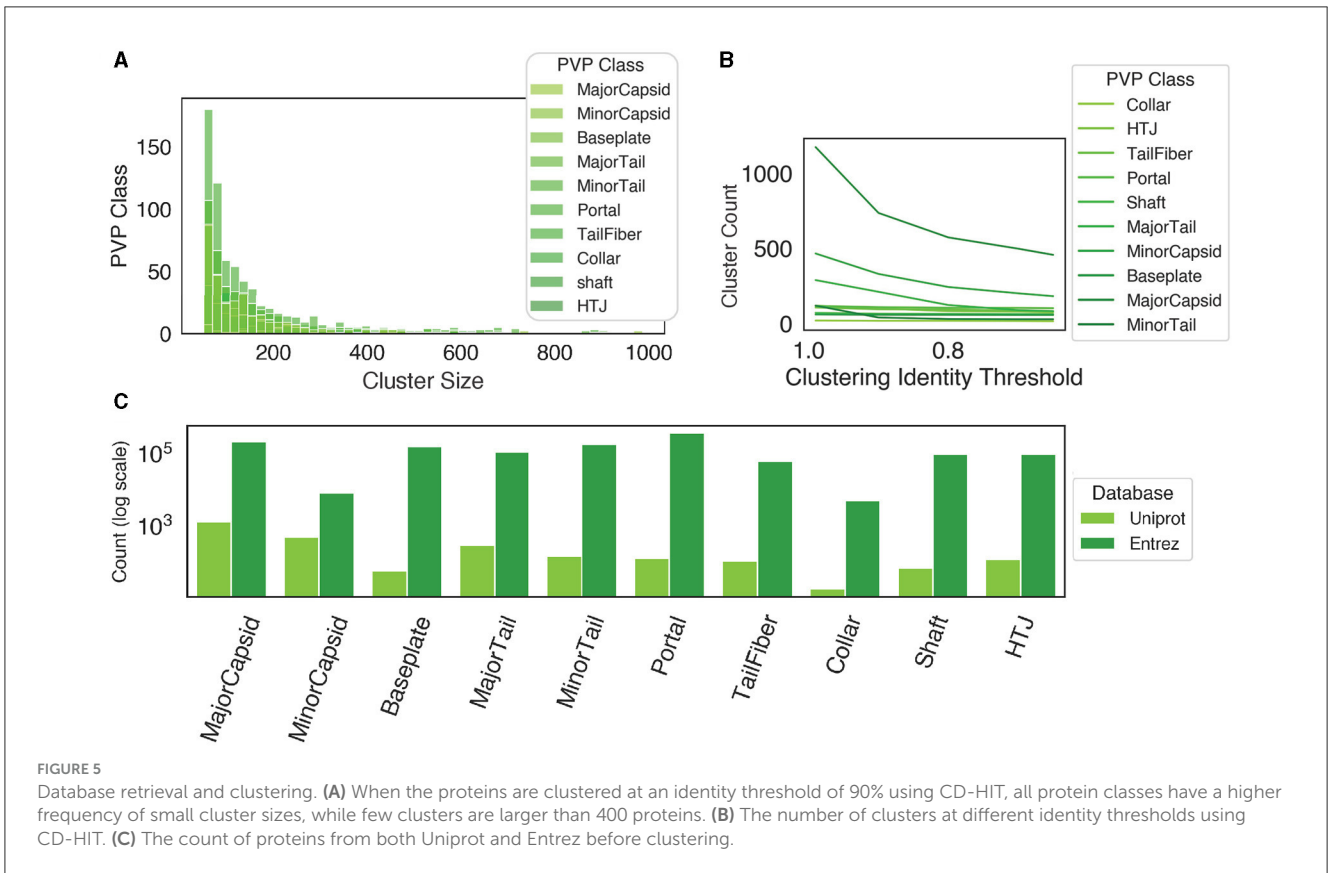 A
PVP Class
MajorCapsid
MinorCapsid
Baseplate
MajorTail
MinorTail
Portal
TailFiber
Collar
shaft
HTJ
PVP Class
150
100
50
0
200
400
600
800
1000
Cluster Size
B
PVP Class
Collar
HTJ
TailFiber
Portal
Shaft
MajorTail
MinorCapsid
Baseplate
MajorCapsid
MinorTail
Cluster Count
1000
500
0
1.0
0.8
Clustering Identity Threshold
C
Count (log scale)
10⁵
10³
Database
Uniprot
Entrez
MajorCapsid
MinorCapsid
Baseplate
MajorTail
MinorTail
Portal
TailFiber
Collar
Shaft
HTJ
FIGURE 5
Database retrieval and clustering. (A) When the proteins are clustered at an identity threshold of 90% using CD-HIT, all protein classes have a higher
frequency of small cluster sizes, while few clusters are larger than 400 proteins. (B) The number of clusters at different identity thresholds using
CD-HIT. (C) The count of proteins from both Uniprot and Entrez before clustering.